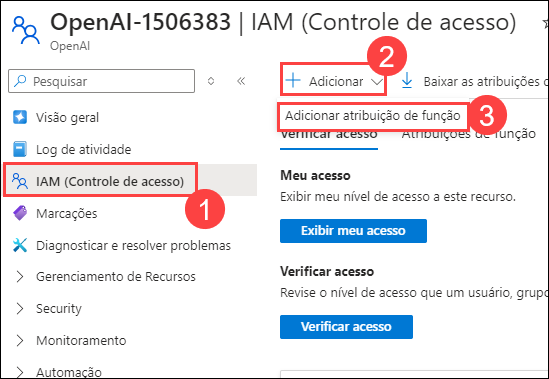 OpenAI-1506383 | IAM (Controle de acesso)
OpenAI
Pesquisar
2
Adicionar
Baixar as atribuições
Adicionar atribuição de função
3
Verificar acesso Atribuições de função
Visão geral
Log de atividade
IAM (Controle de acesso)
1
Marcações
Diagnosticar e resolver problemas
Gerenciamento de Recursos
Security
Monitoramento
Automação
Meu acesso
Exibir meu nível de acesso a este recurso.
Exibir meu acesso
Verificar acesso
Revise o nível de acesso que um usuário, grupo
Verificar acesso